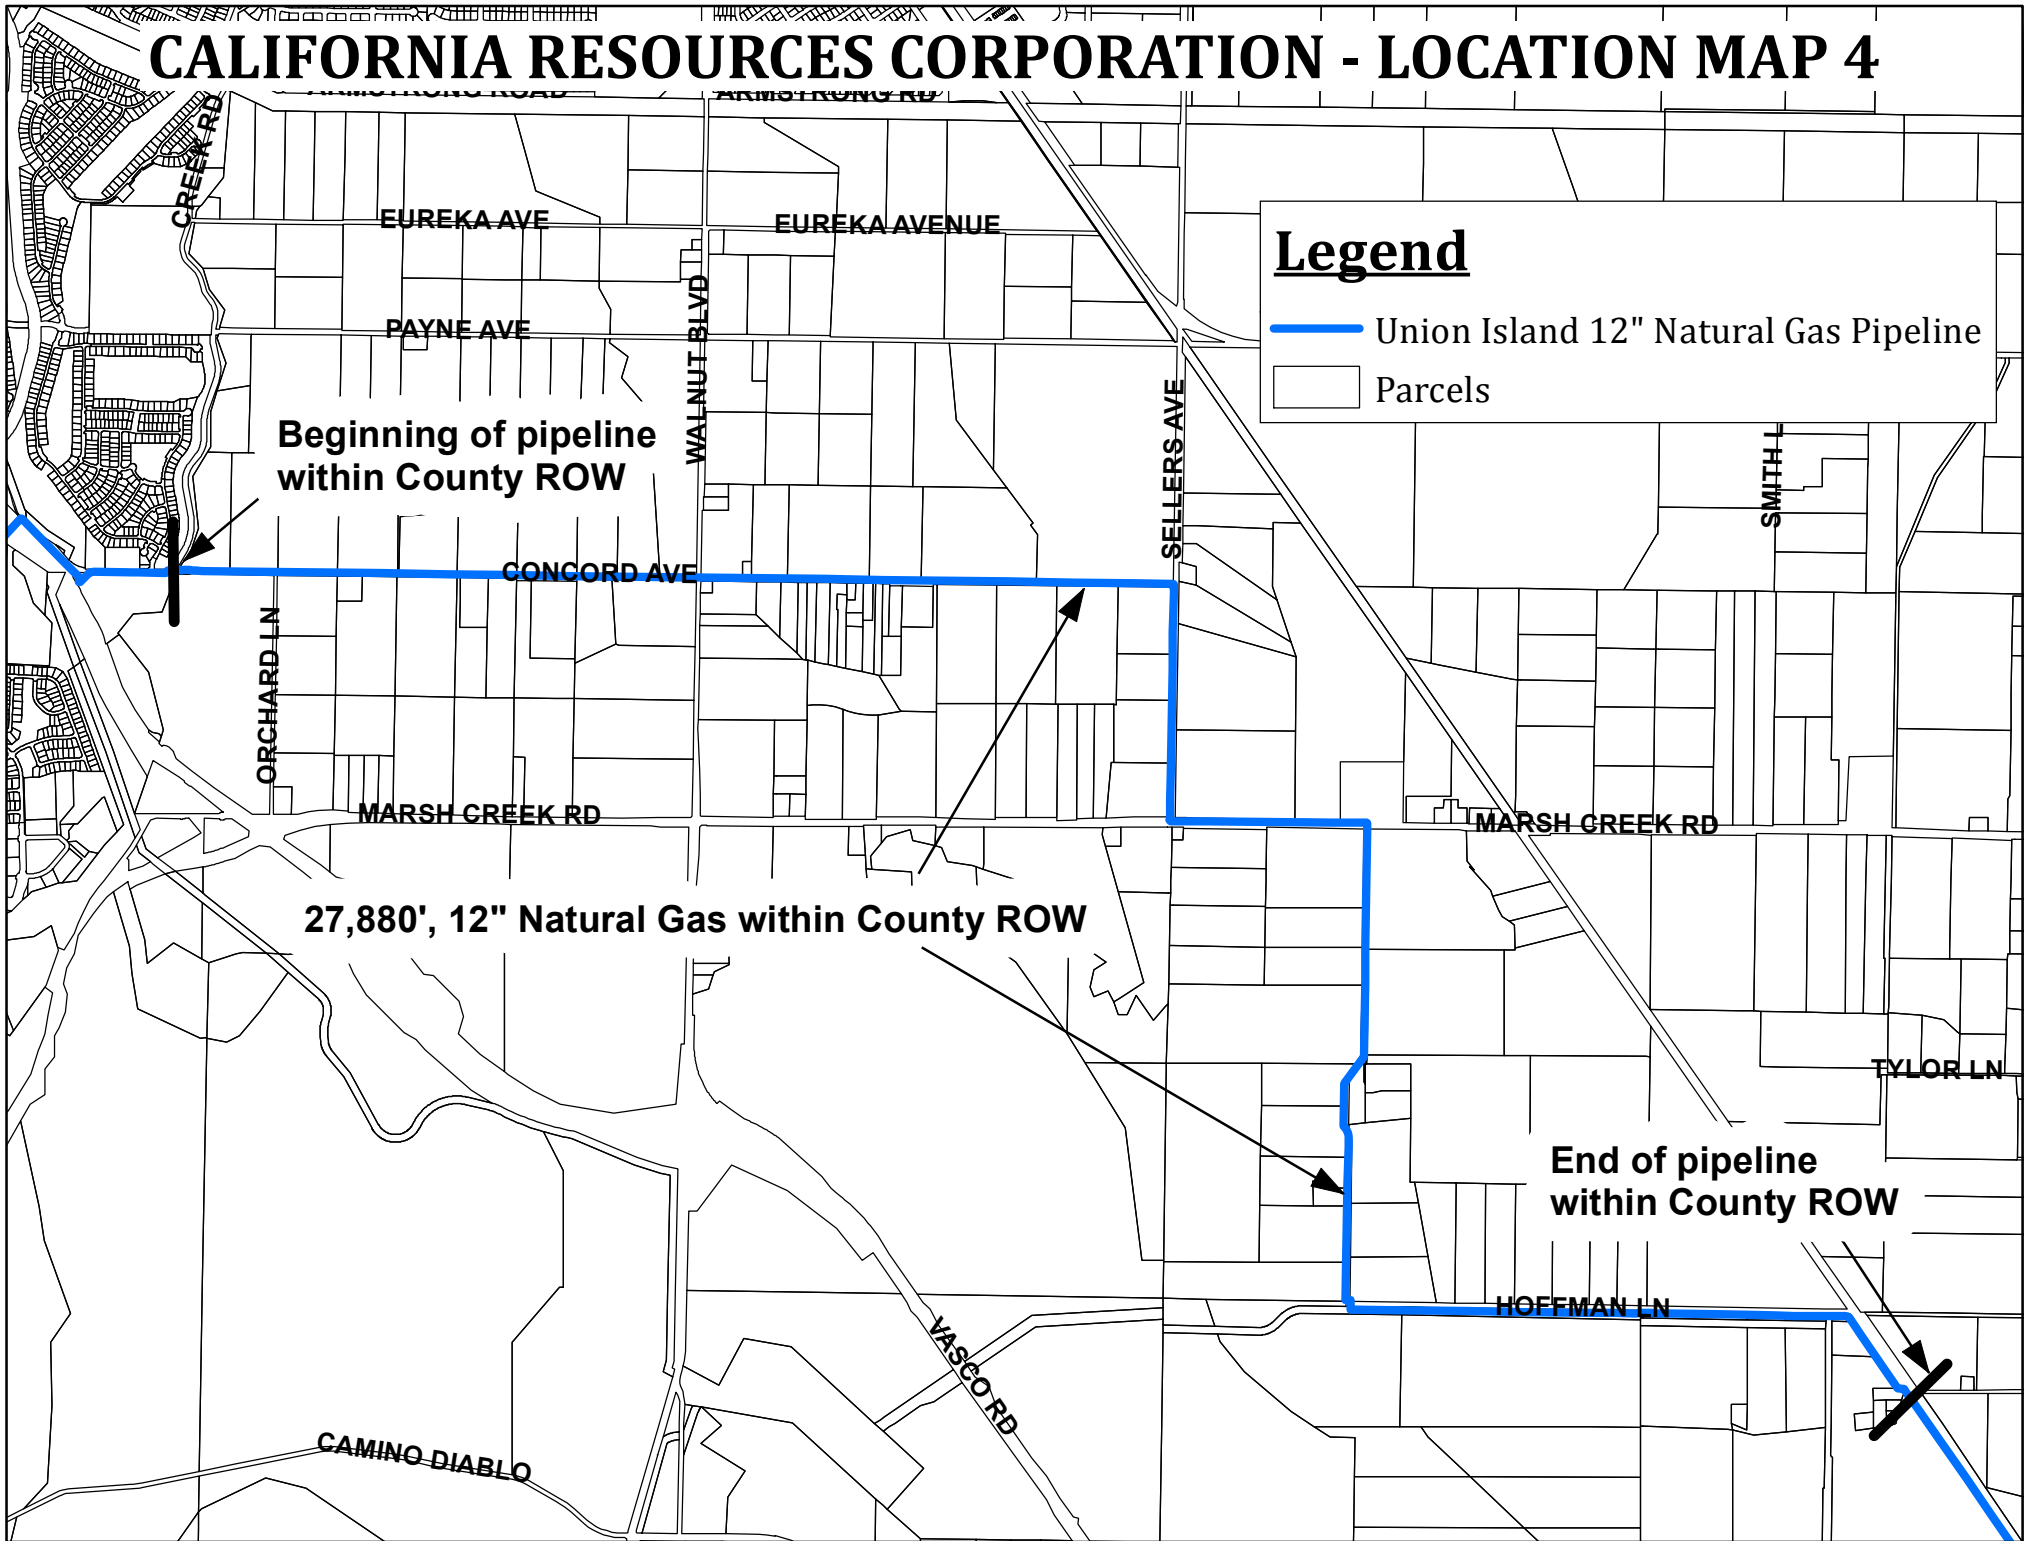 CALIFORNIA RESOURCES CORPORATION - LOCATION MAP 4
ARMSTRONG ROAD
ARMSTRONG RD
CREEK RD
EUREKA AVE
EUREKA AVENUE
Legend
Union Island 12" Natural Gas Pipeline
Parcels
PAYNE AVE
WALNUT BLVD
SELLERS AVE
SMITH L
Beginning of pipeline
within County ROW
CONCORD AVE
ORCHARD LN
MARSH CREEK RD
MARSH CREEK RD
27,880', 12" Natural Gas within County ROW
TYLOR LN
End of pipeline
within County ROW
HOFFMAN LN
VASCO RD
CAMINO DIABLO